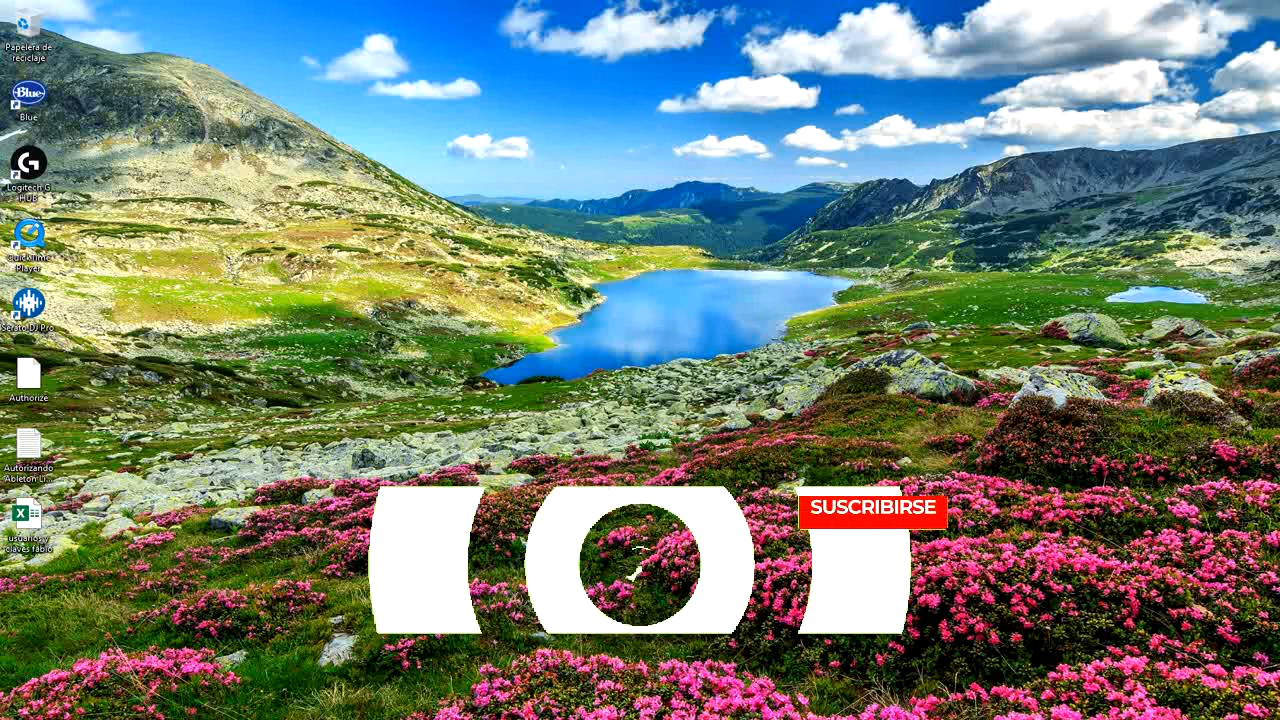 Papelera de
reciclaje
Blue
Blue
Logitech G
HUB
QuickTime
Player
Serato DJ Pro
Authorize
Autorizando
Ableton Li...
usuarios y
claves fabio
SUSCRIBIRSE